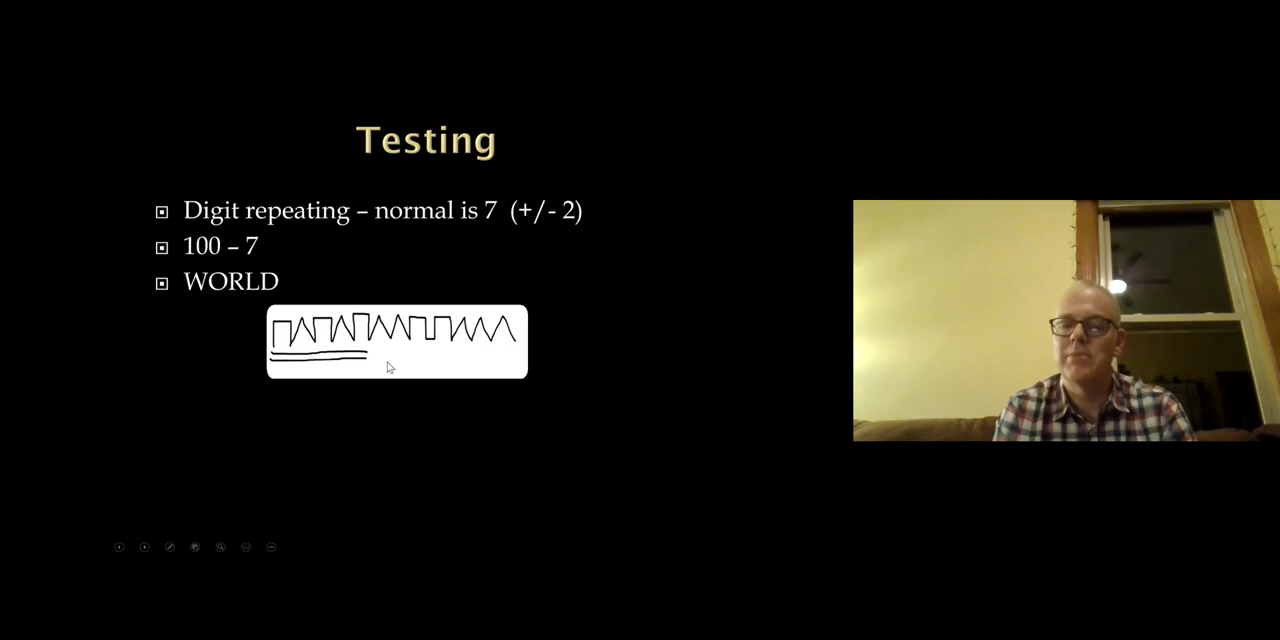 Testing
Digit repeating – normal is 7 (+/- 2)
100 – 7
WORLD